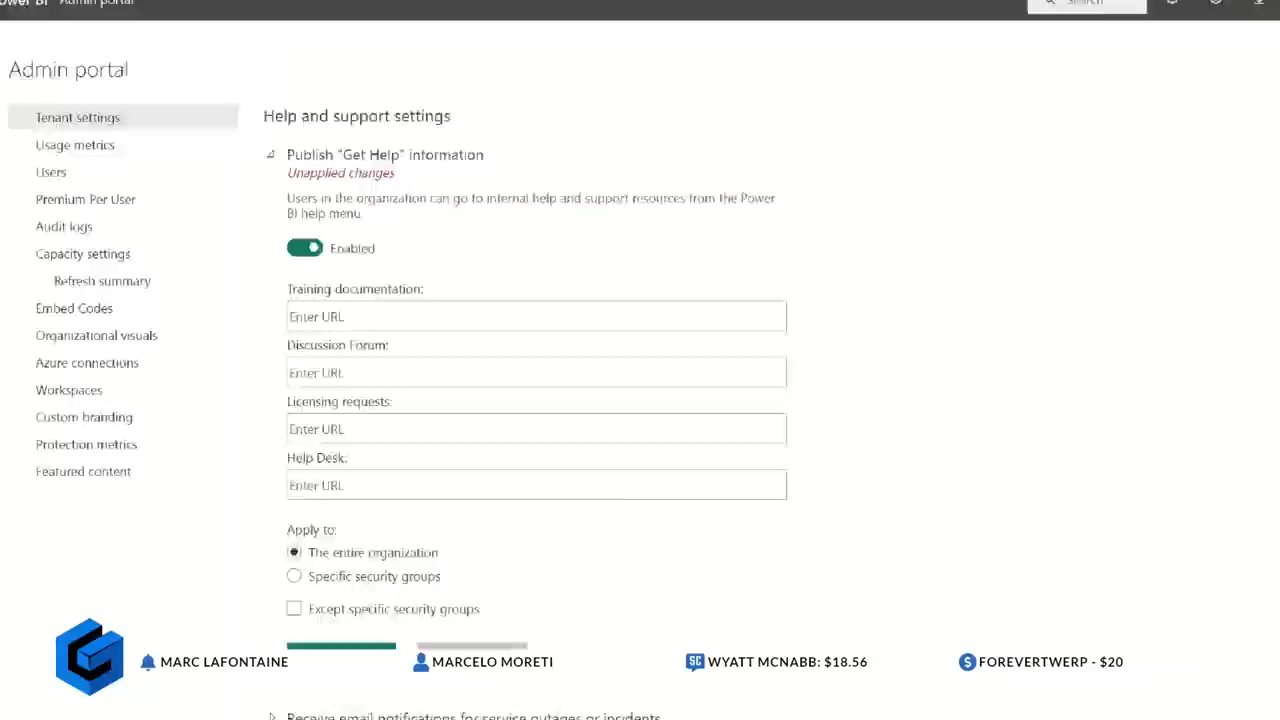 Power BI Admin portal
Search
Admin portal
Tenant settings
Usage metrics
Users
Premium Per User
Audit logs
Capacity settings
Refresh summary
Embed Codes
Organizational visuals
Azure connections
Workspaces
Custom branding
Protection metrics
Featured content
Help and support settings
Publish "Get Help" information
Unapplied changes
Users in the organization can go to internal help and support resources from the Power
BI help menu.
Enabled
Training documentation:
Enter URL
Discussion Forum:
Enter URL
Licensing requests:
Enter URL
Help Desk:
Enter URL
Apply to:
The entire organization
Specific security groups
Except specific security groups
MARC LAFONTAINE
MARCELO MORETI
SC WYATT MCNABB: $18.56
$ FOREVERTWERP - $20
Receive email notifications for service outages or incidents